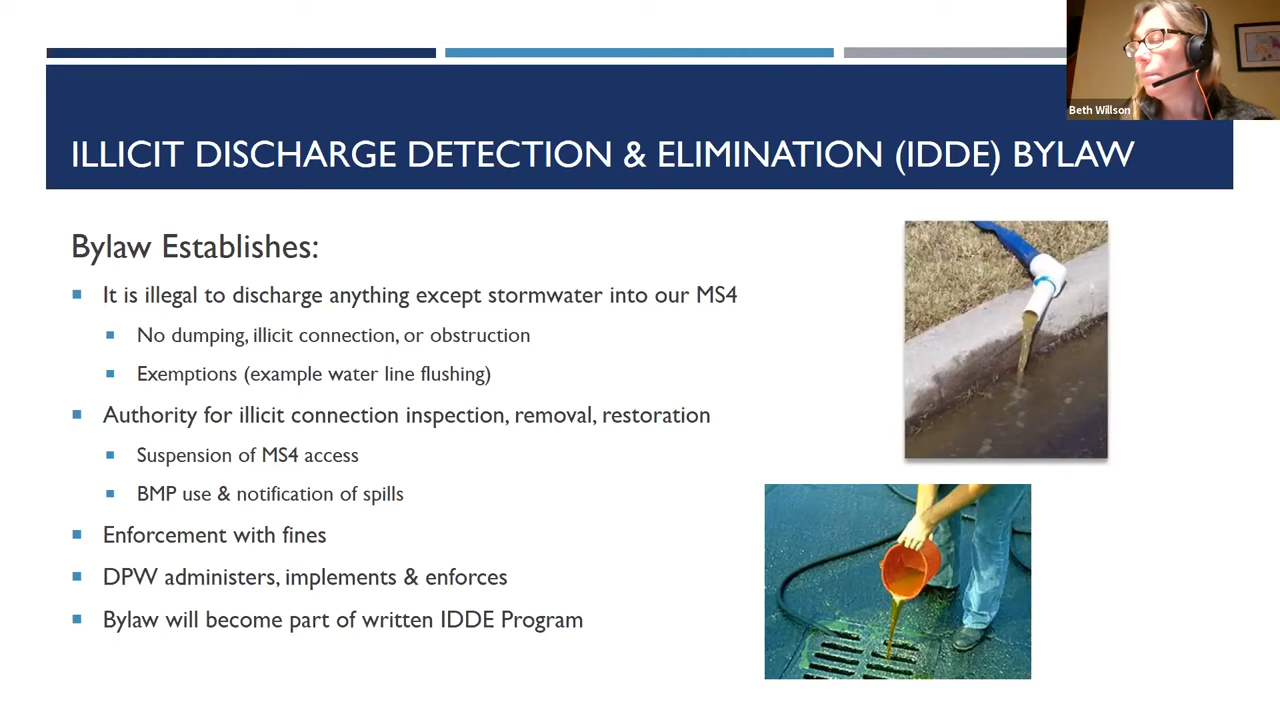 Beth Willson
ILLICIT DISCHARGE DETECTION & ELIMINATION (IDDE) BYLAW
Bylaw Establishes:
It is illegal to discharge anything except stormwater into our MS4
No dumping, illicit connection, or obstruction
Exemptions (example water line flushing)
Authority for illicit connection inspection, removal, restoration
Suspension of MS4 access
BMP use & notification of spills
Enforcement with fines
DPW administers, implements & enforces
Bylaw will become part of written IDDE Program